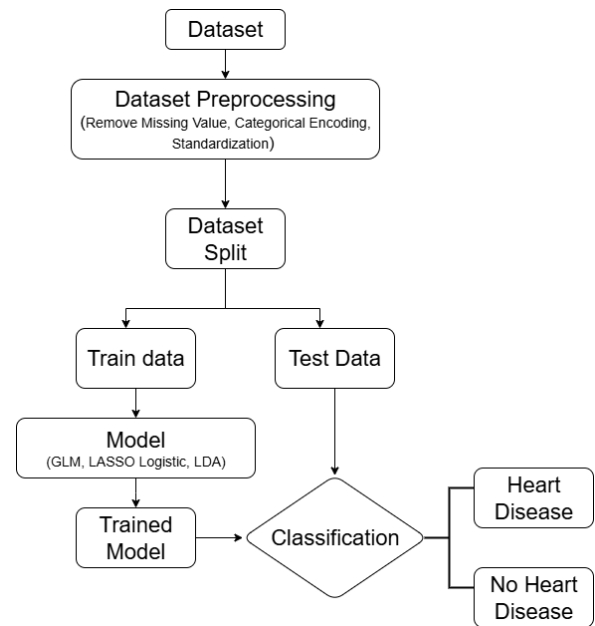 Dataset
Dataset Preprocessing
(Remove Missing Value, Categorical Encoding,
Standardization)
Dataset
Split
Train data
Test Data
Model
(GLM, LASSO Logistic, LDA)
Trained
Model
Classification
Heart
Disease
No Heart
Disease